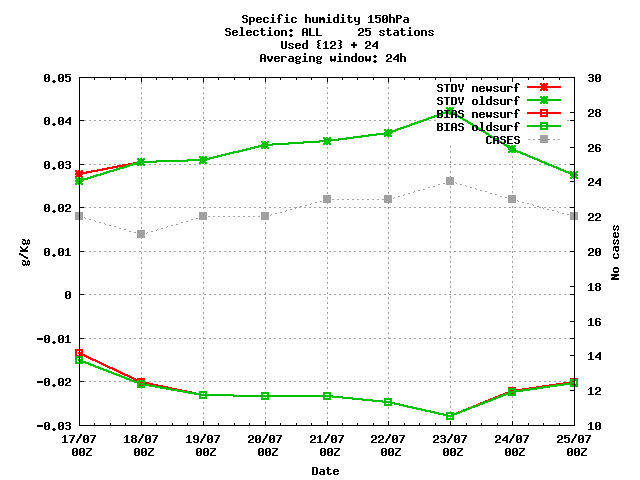 Specific humidity 150hPa
Selection: ALL     25 stations
Used {12} + 24
Averaging window: 24h
STDV newsurf
STDV oldsurf
BIAS newsurf
BIAS oldsurf
CASES
0.05
0.04
0.03
0.02
0.01
0
-0.01
-0.02
-0.03
g/Kg
30
28
26
24
22
20
18
16
14
12
10
No cases
17/07 18/07 19/07 20/07 21/07 22/07 23/07 24/07 25/07
00Z 00Z 00Z 00Z 00Z 00Z 00Z 00Z 00Z
Date